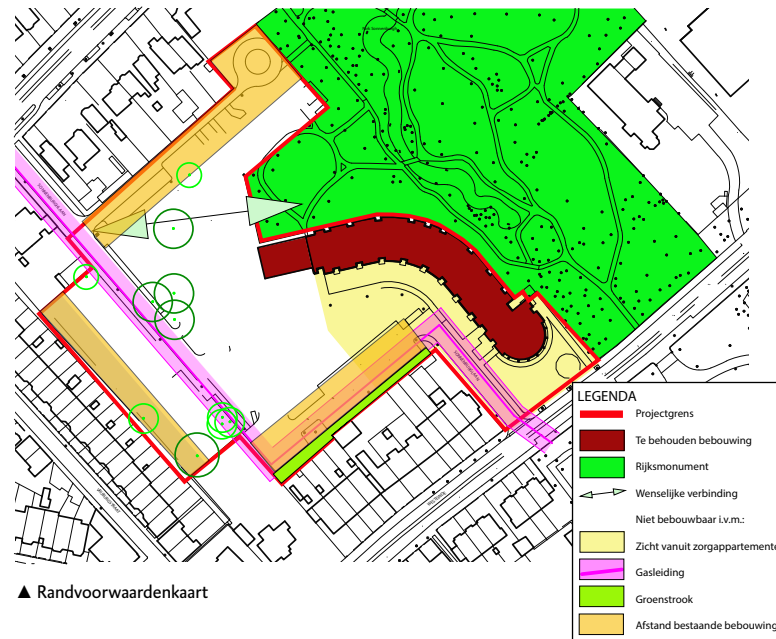 LEGENDA
Projectgrens
Te behouden bebouwing
Rijksmonument
Wenselijke verbinding
Niet bebouwbaar i.v.m.:
Zicht vanuit zorgappartemente
Gasleiding
Groenstrook
Afstand bestaande bebouwing
▲ Randvoorwaardenkaart